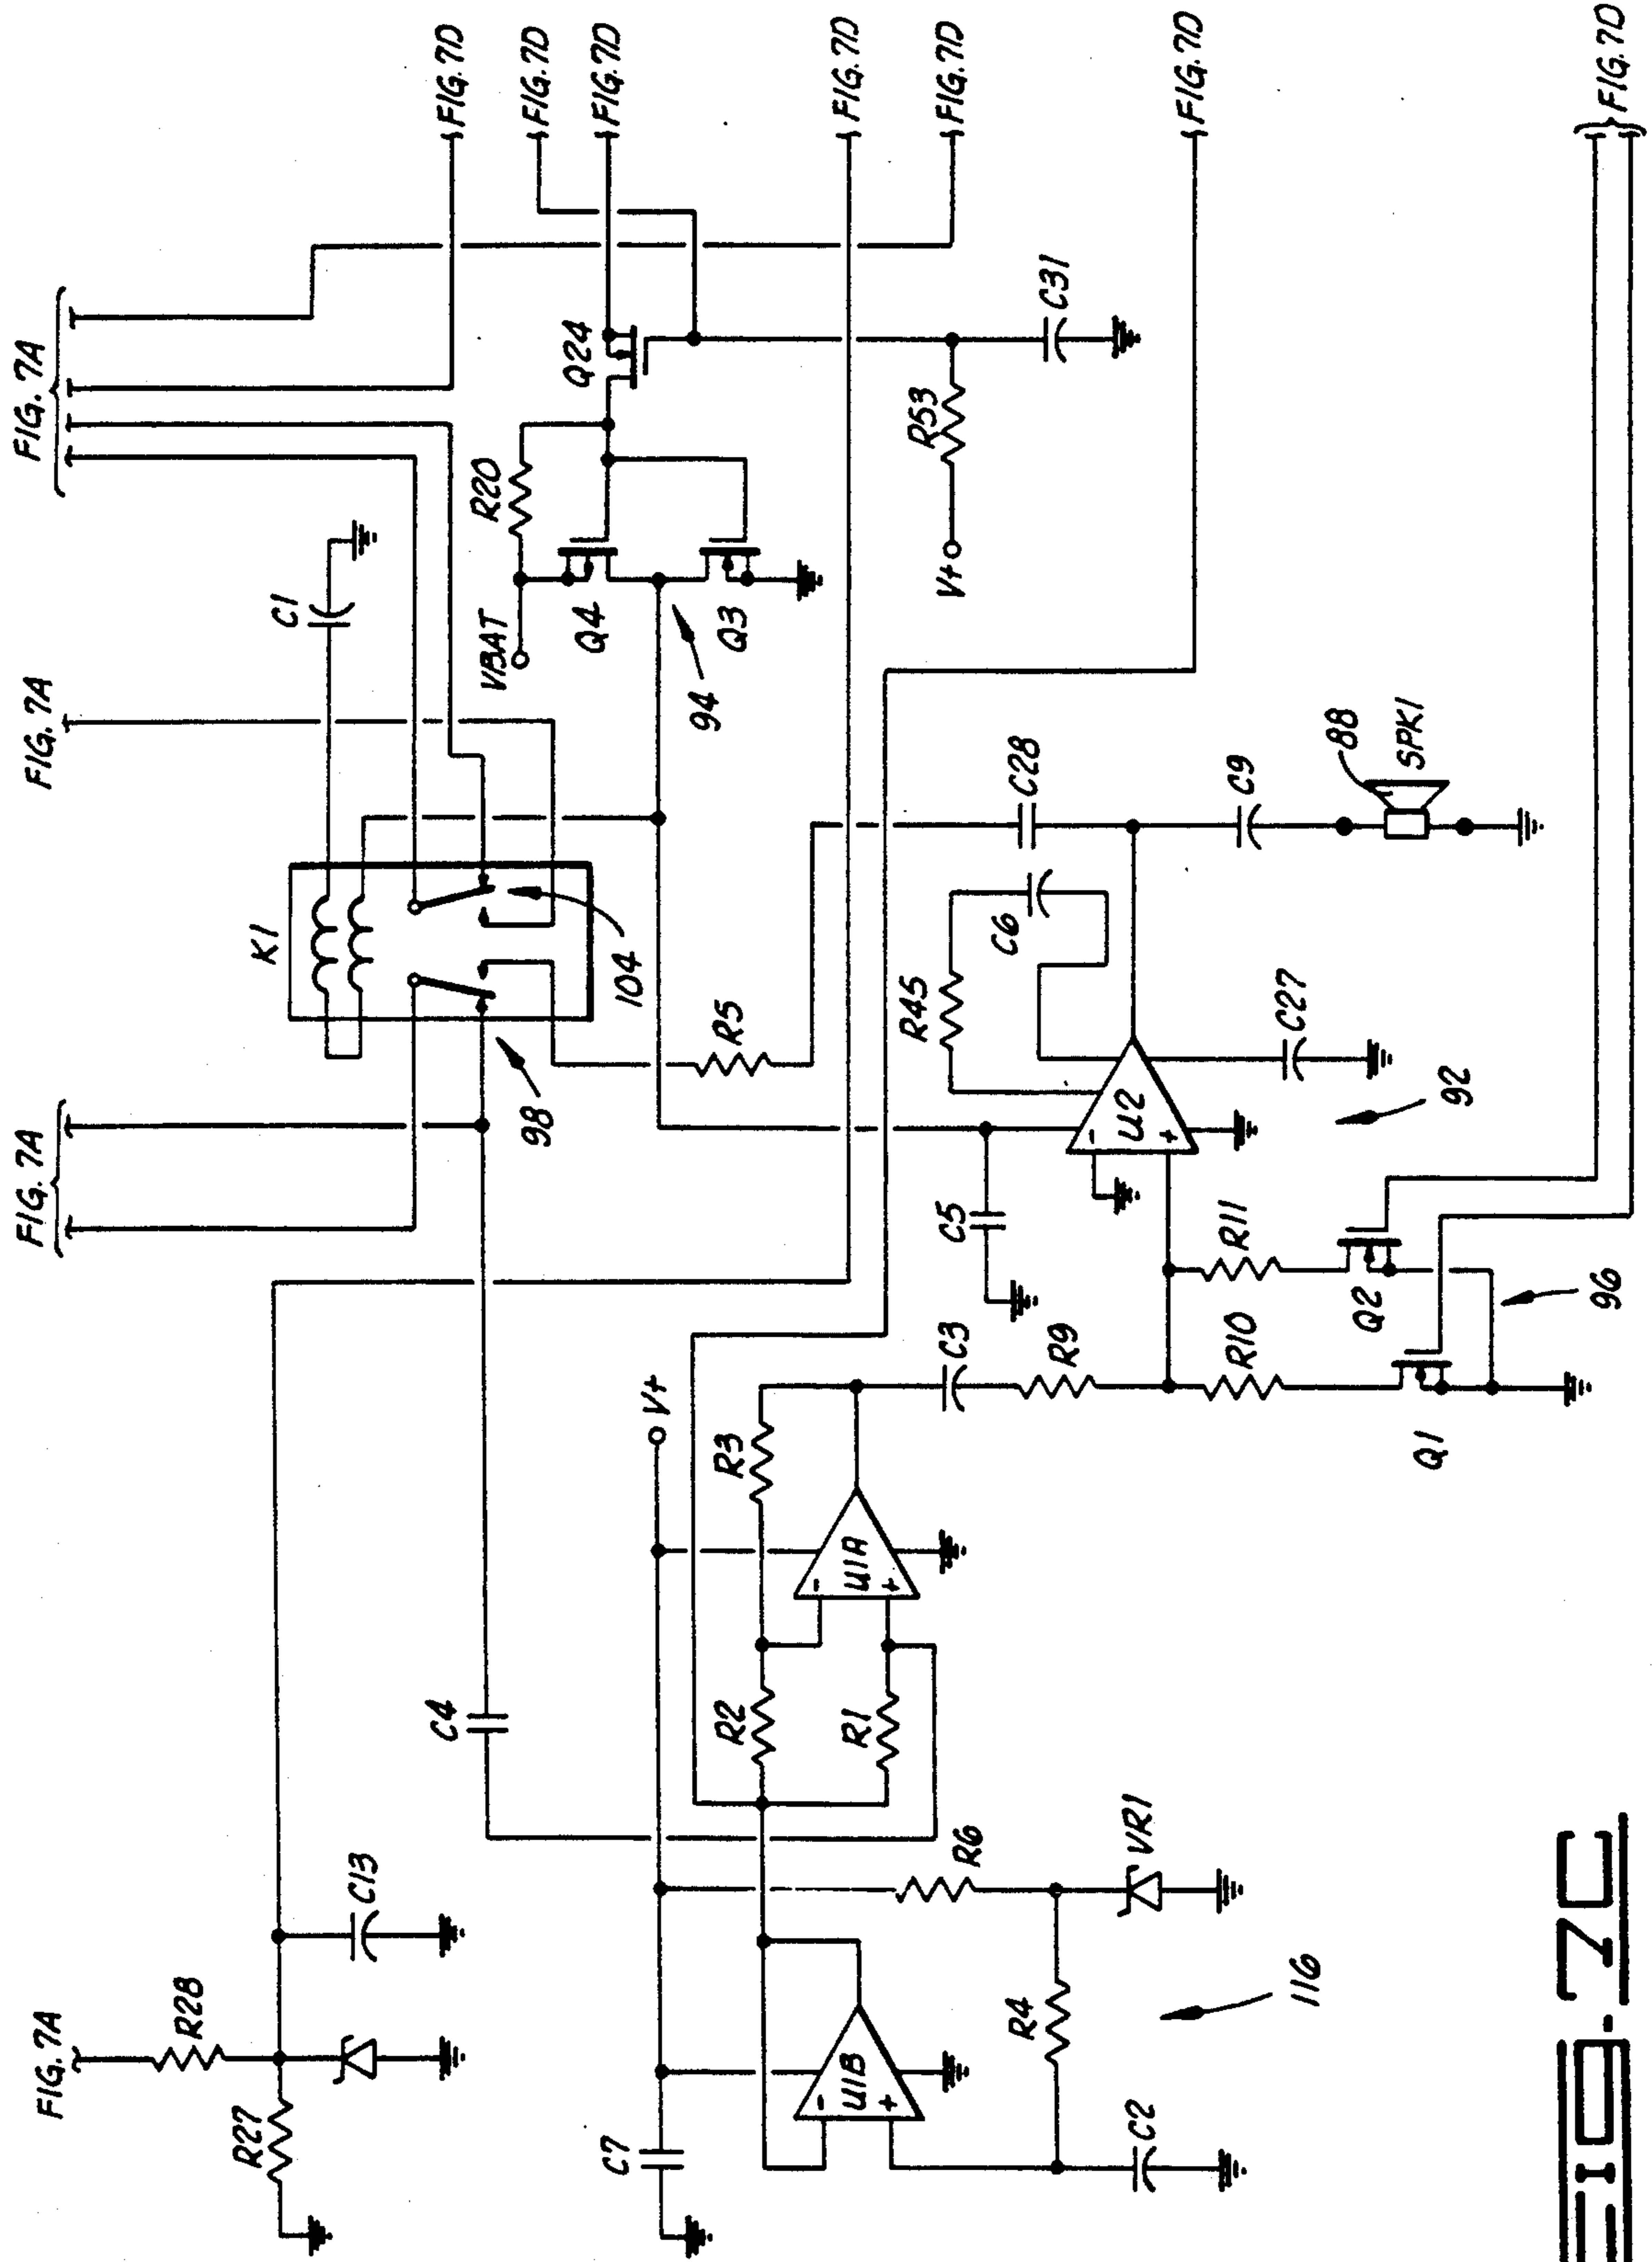 FIG. 7A
FIG. 7A
FIG. 7A
FIG. 7A
R28
R27
C13
C4
98
K1
104
C1
VBAT
R20
Q4
Q3
94
Q24
FIG. 7D
FIG. 7D
FIG. 7D
FIG. 7D
FIG. 7D
FIG. 7D
FIG. 7D
R53
V+
C31
C7
V+
U1B
-
+
R4
C2
R6
VR1
116
R2
R3
R1
U1A
-
+
C3
R9
R10
R11
Q1
Q2
96
C5
R5
U2
-
+
R45
C6
C27
92
C28
C9
88
SPK1
FIG. 7C